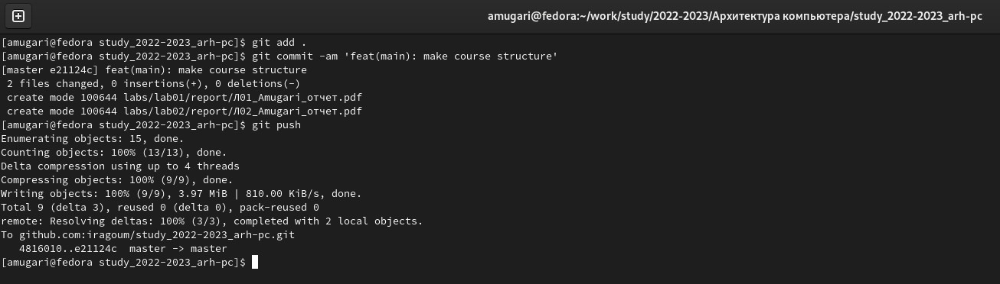 amugari@fedora:~/work/study/2022-2023/Архитектура компьютера/study_2022-2023_arh-pc
[amugari@fedora study_2022-2023_arh-pc]$ git add .
[amugari@fedora study_2022-2023_arh-pc]$ git commit -am 'feat(main): make course structure'
[master e21124c] feat(main): make course structure
 2 files changed, 0 insertions(+), 0 deletions(-)
 create mode 100644 labs/lab01/report/Л01_Amugari_отчет.pdf
 create mode 100644 labs/lab02/report/Л02_Amugari_отчет.pdf
[amugari@fedora study_2022-2023_arh-pc]$ git push
Enumerating objects: 15, done.
Counting objects: 100% (13/13), done.
Delta compression using up to 4 threads
Compressing objects: 100% (9/9), done.
Writing objects: 100% (9/9), 3.97 MiB | 810.00 KiB/s, done.
Total 9 (delta 3), reused 0 (delta 0), pack-reused 0
remote: Resolving deltas: 100% (3/3), completed with 2 local objects.
To github.com:iragoum/study_2022-2023_arh-pc.git
   4816010..e21124c  master -> master
[amugari@fedora study_2022-2023_arh-pc]$